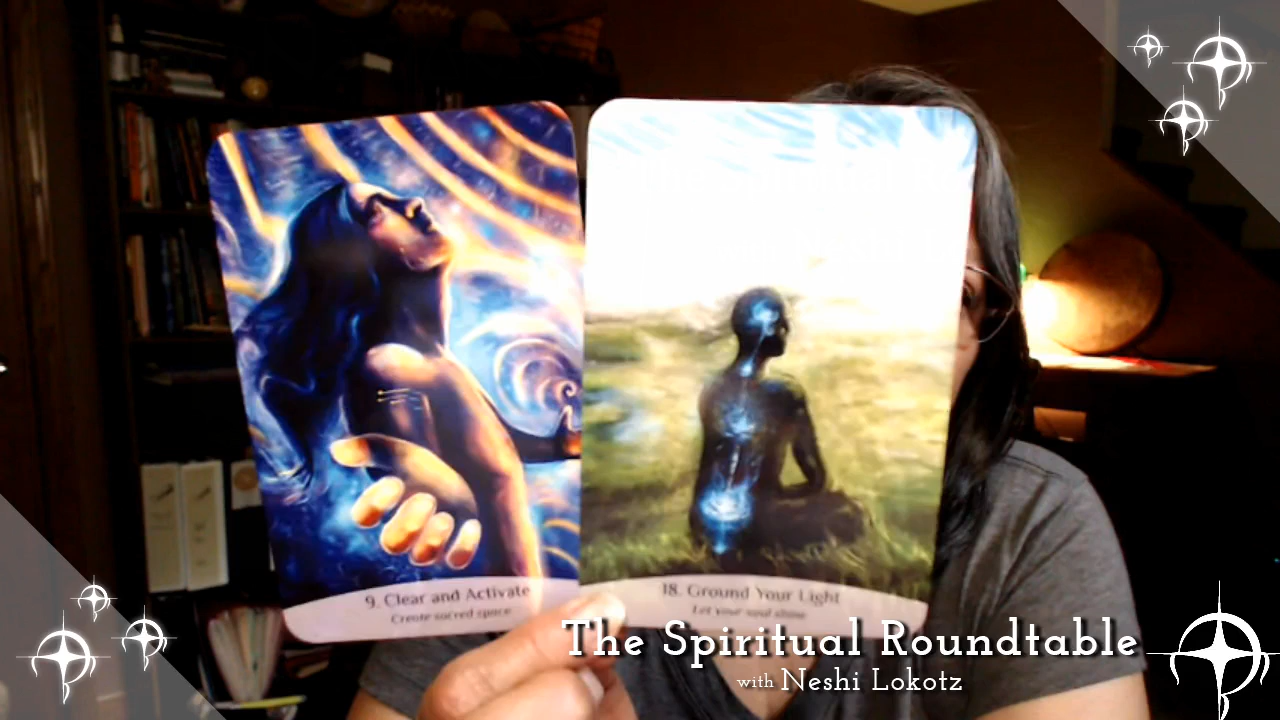 9. Clear and Activate
Create sacred space
18. Ground Your Light
Let your soul shine
The Spiritual Roundtable
with Neshi Lokotz